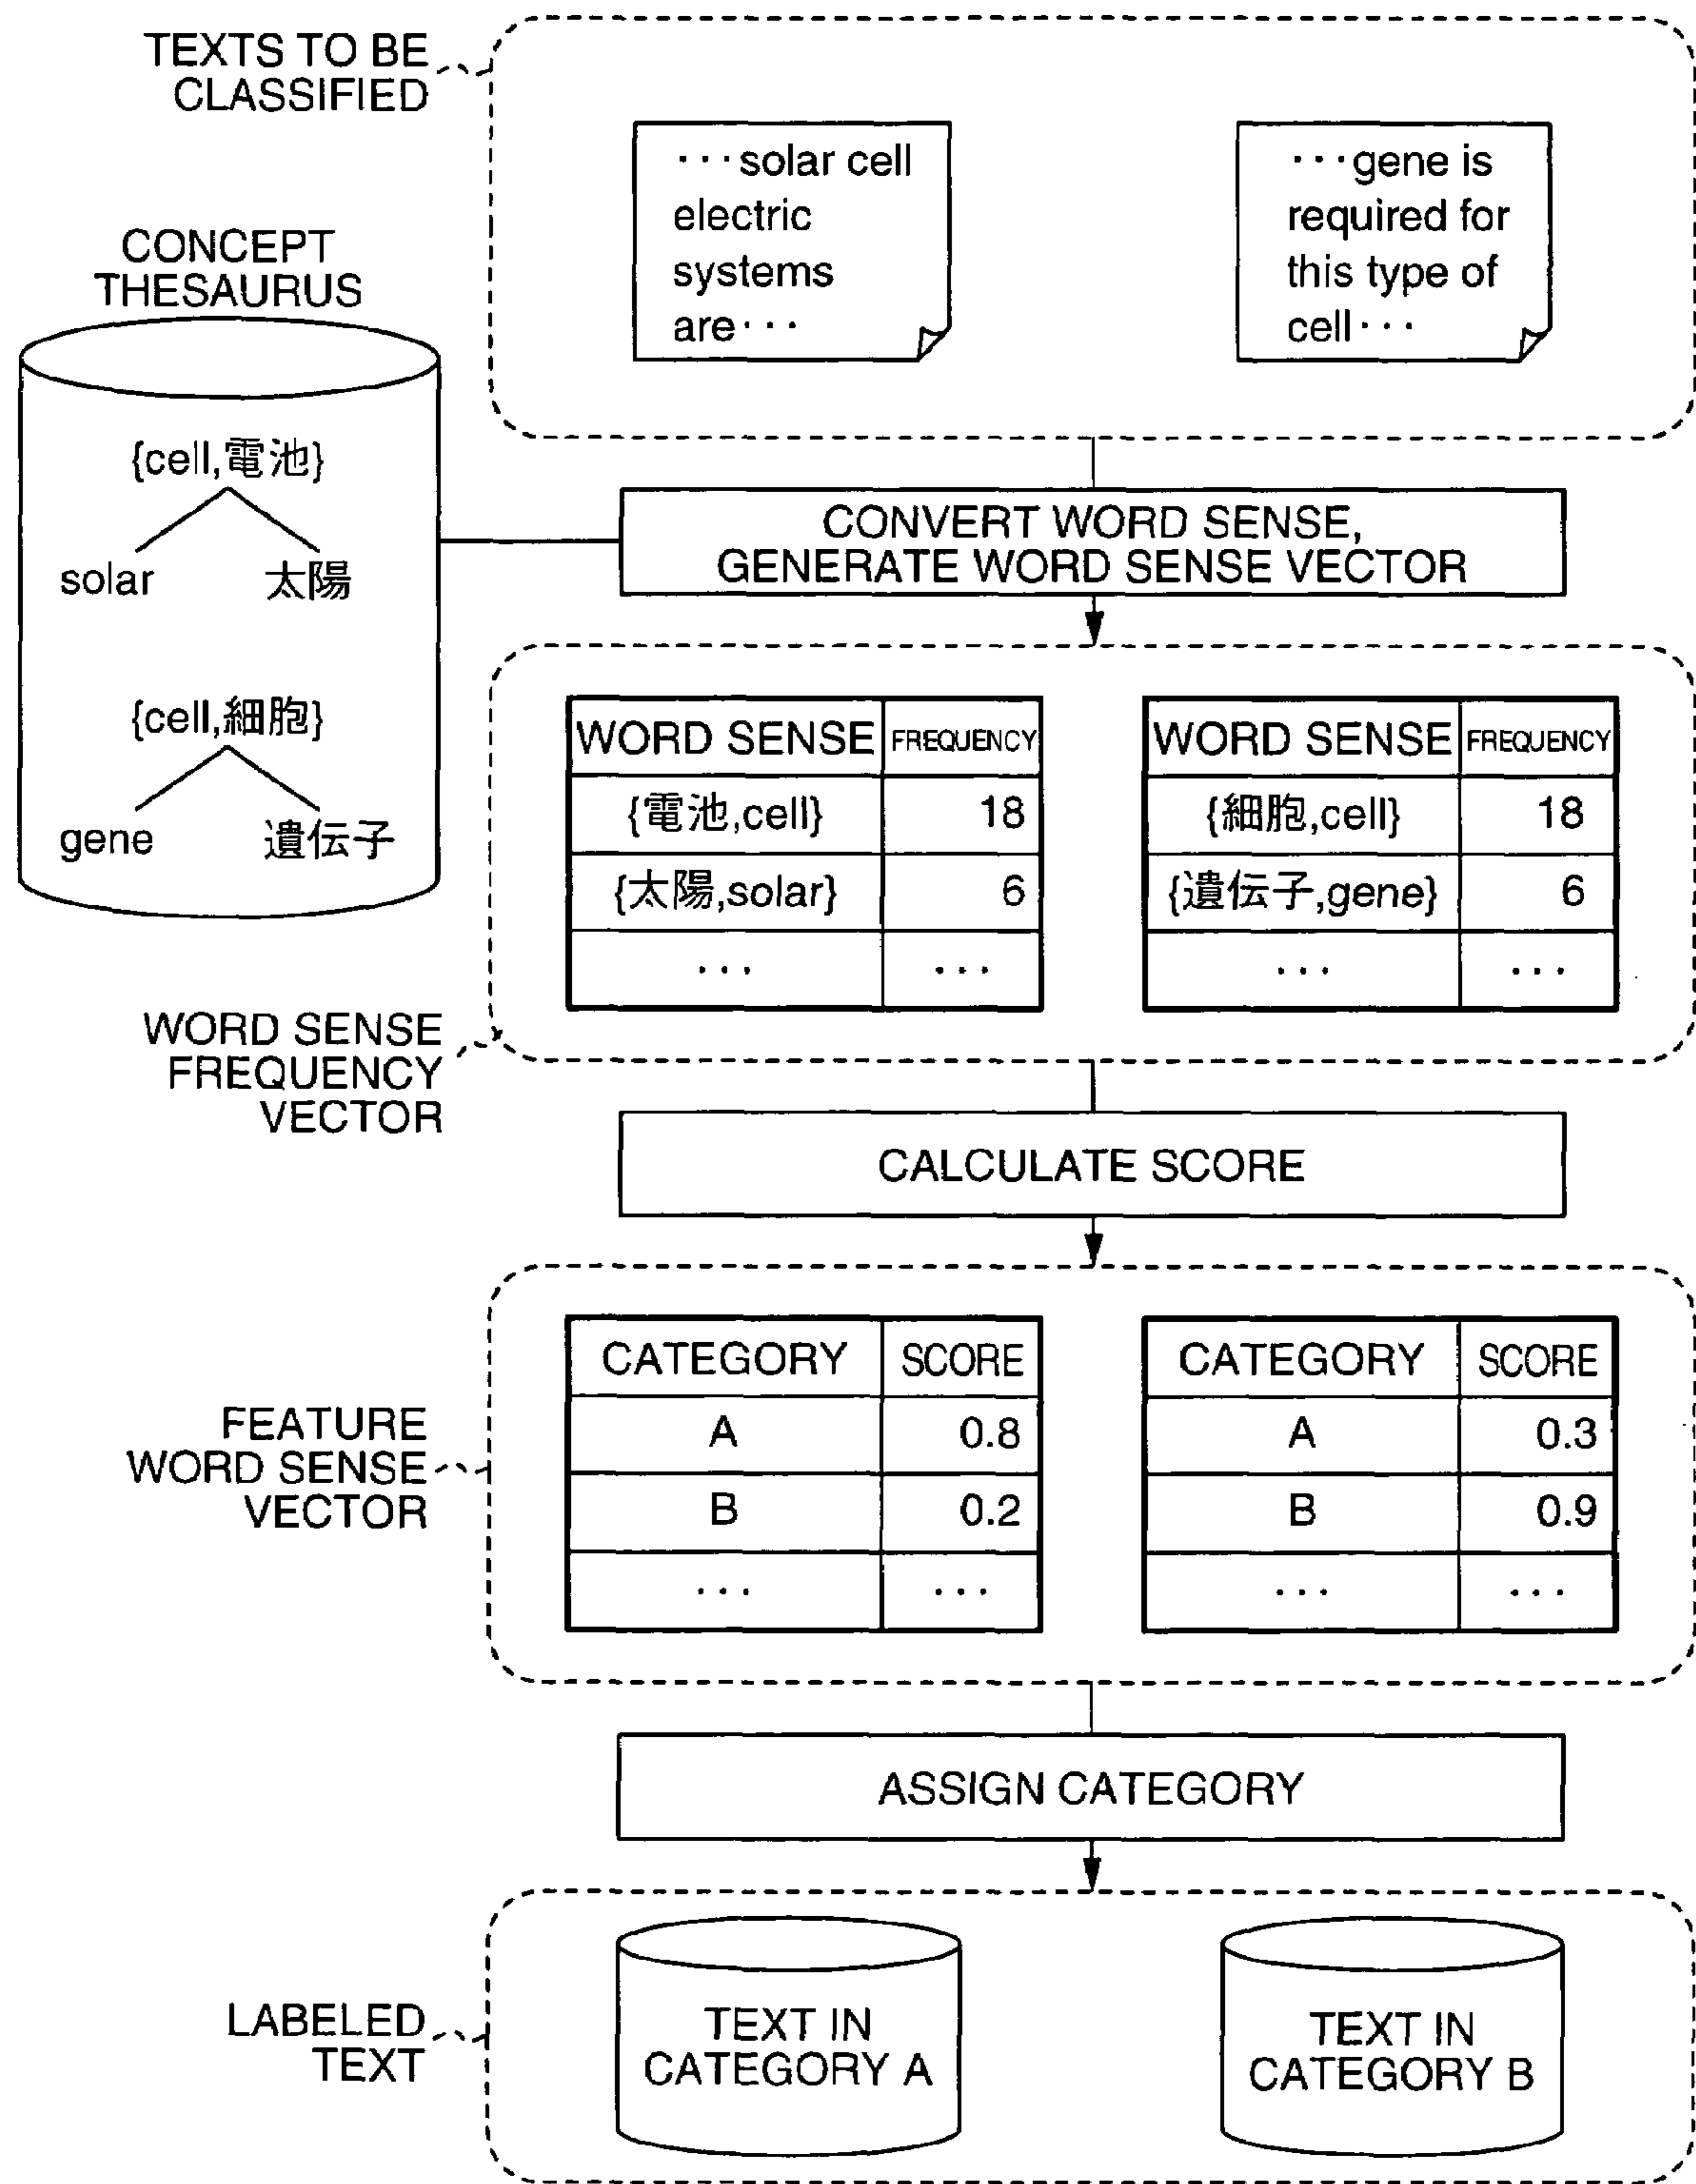 TEXTS TO BE
CLASSIFIED
···solar cell
electric
systems
are···
···gene is
required for
this type of
cell···
CONCEPT
THESAURUS
{cell,電池}
solar 太陽
{cell,細胞}
gene 遺伝子
CONVERT WORD SENSE,
GENERATE WORD SENSE VECTOR
WORD SENSE FREQUENCY
{電池,cell} 18
{太陽,solar} 6
··· ···
WORD SENSE FREQUENCY
{細胞,cell} 18
{遺伝子,gene} 6
··· ···
WORD SENSE
FREQUENCY
VECTOR
CALCULATE SCORE
CATEGORY SCORE
A 0.8
B 0.2
··· ···
CATEGORY SCORE
A 0.3
B 0.9
··· ···
FEATURE
WORD SENSE
VECTOR
ASSIGN CATEGORY
LABELED
TEXT
TEXT IN
CATEGORY A
TEXT IN
CATEGORY B